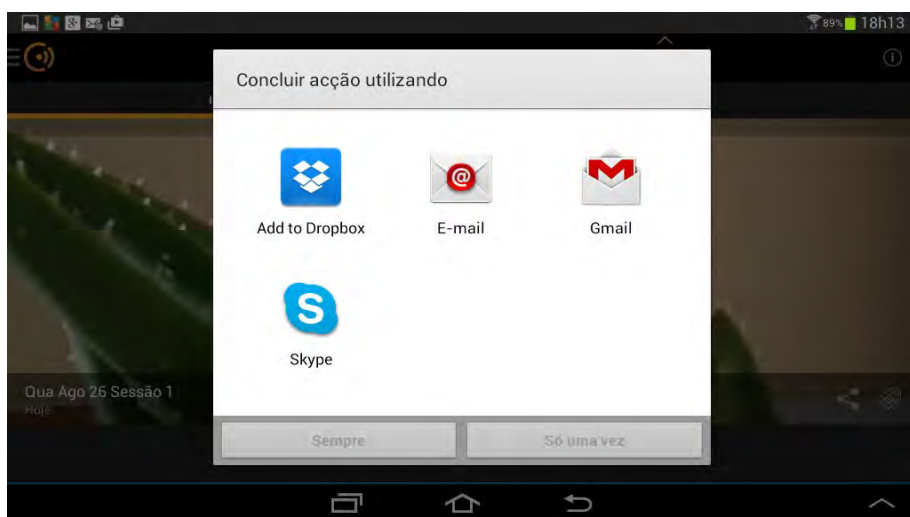 89% 18h13
Concluir acção utilizando
Add to Dropbox E-mail Gmail
Skype
Qua Ago 26 Sessão 1
Hoje
Sempre Só uma vez